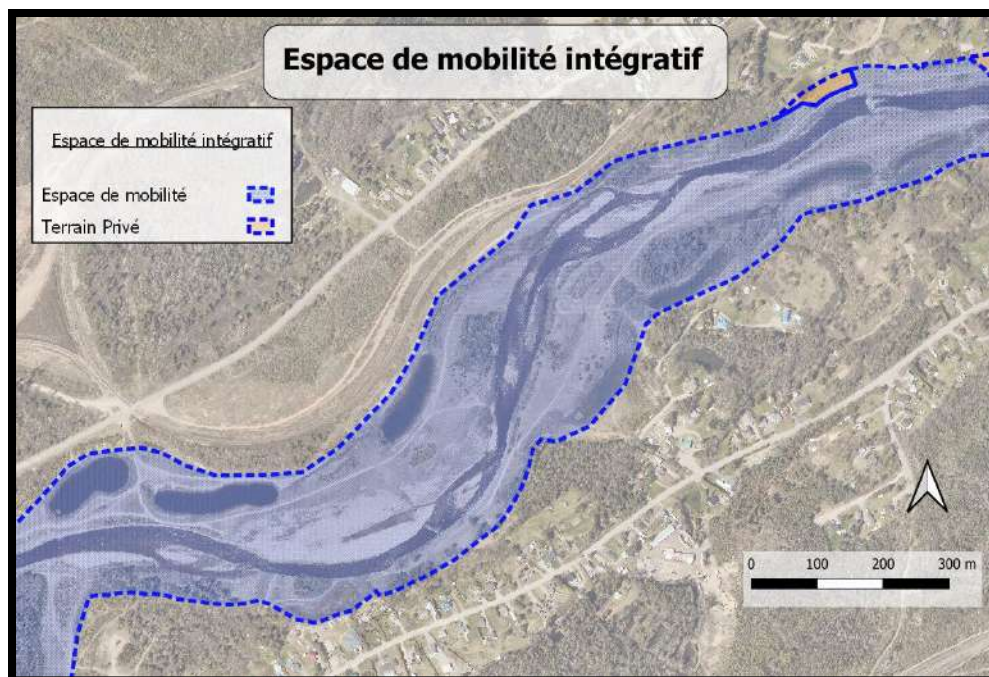 Espace de mobilité intégratif
Espace de mobilité intégratif
Espace de mobilité
Terrain Privé
0 100 200 300 m